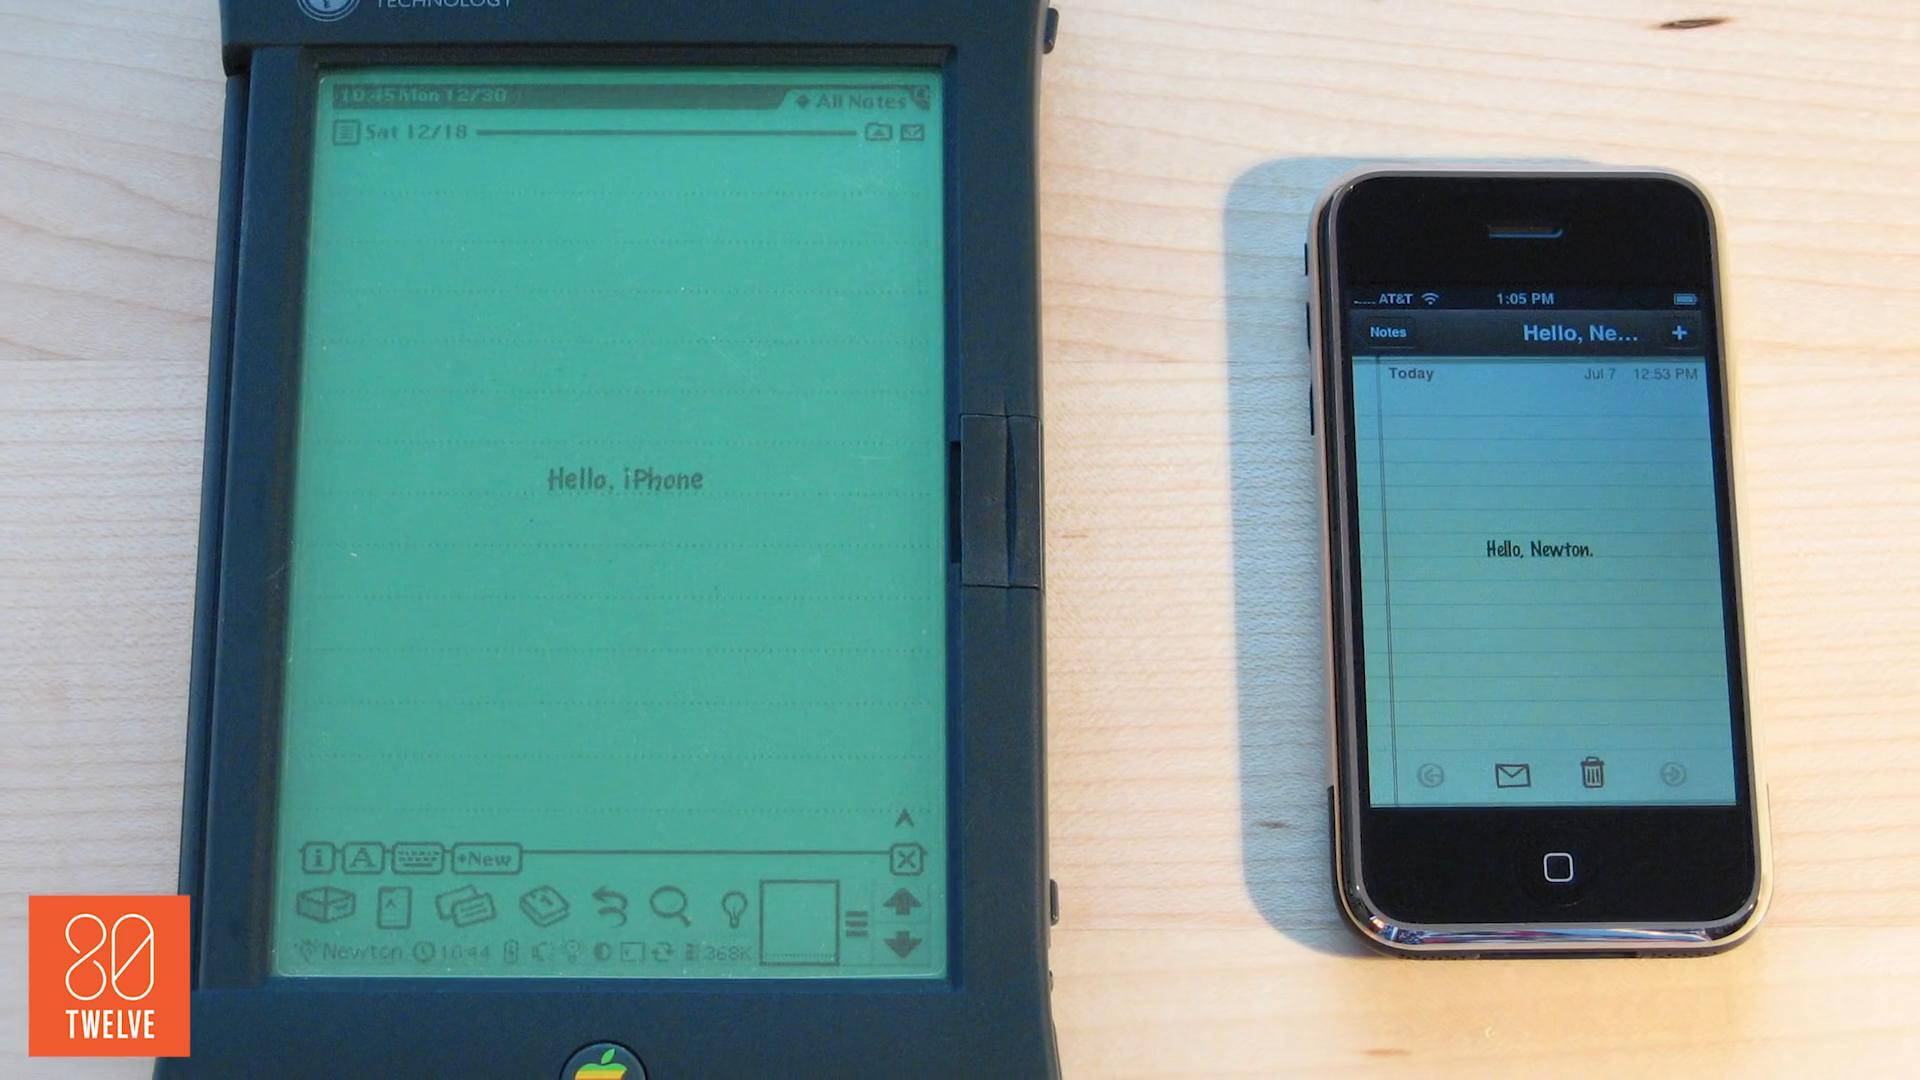 TECHNOLOGY
10:45 Mon 12/30
All Notes
Sat 12/18
Hello, iPhone
i A +New X
Newton 10:44 368K
AT&T 1:05 PM
Notes Hello, Ne... +
Today Jul 7 12:53 PM
Hello, Newton.
80
TWELVE